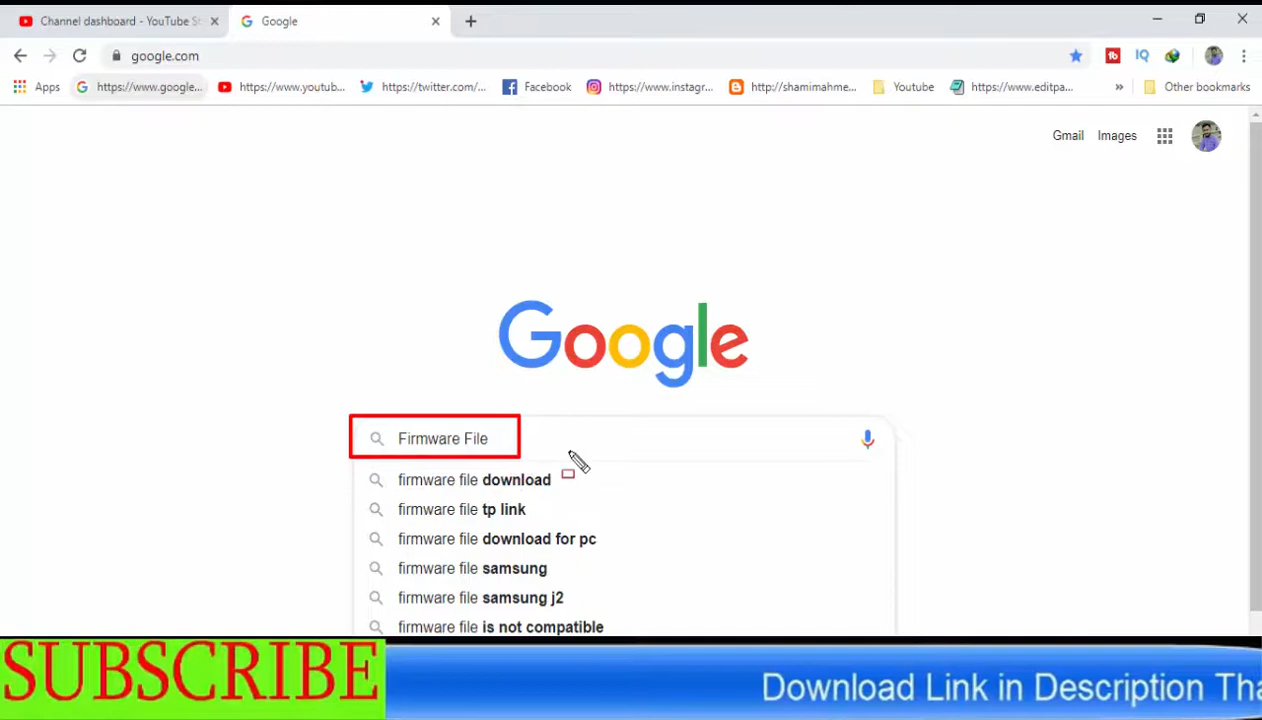 Channel dashboard - YouTube S
Google
google.com
Apps
https://www.google...
https://www.youtub...
https://twitter.com/...
Facebook
https://www.instagr...
http://shamimahme...
Youtube
https://www.editpa...
»
Other bookmarks
Gmail
Images
Google
Firmware File
firmware file download
firmware file tp link
firmware file download for pc
firmware file samsung
firmware file samsung j2
firmware file is not compatible
SUBSCRIBE
Download Link in Description Tha